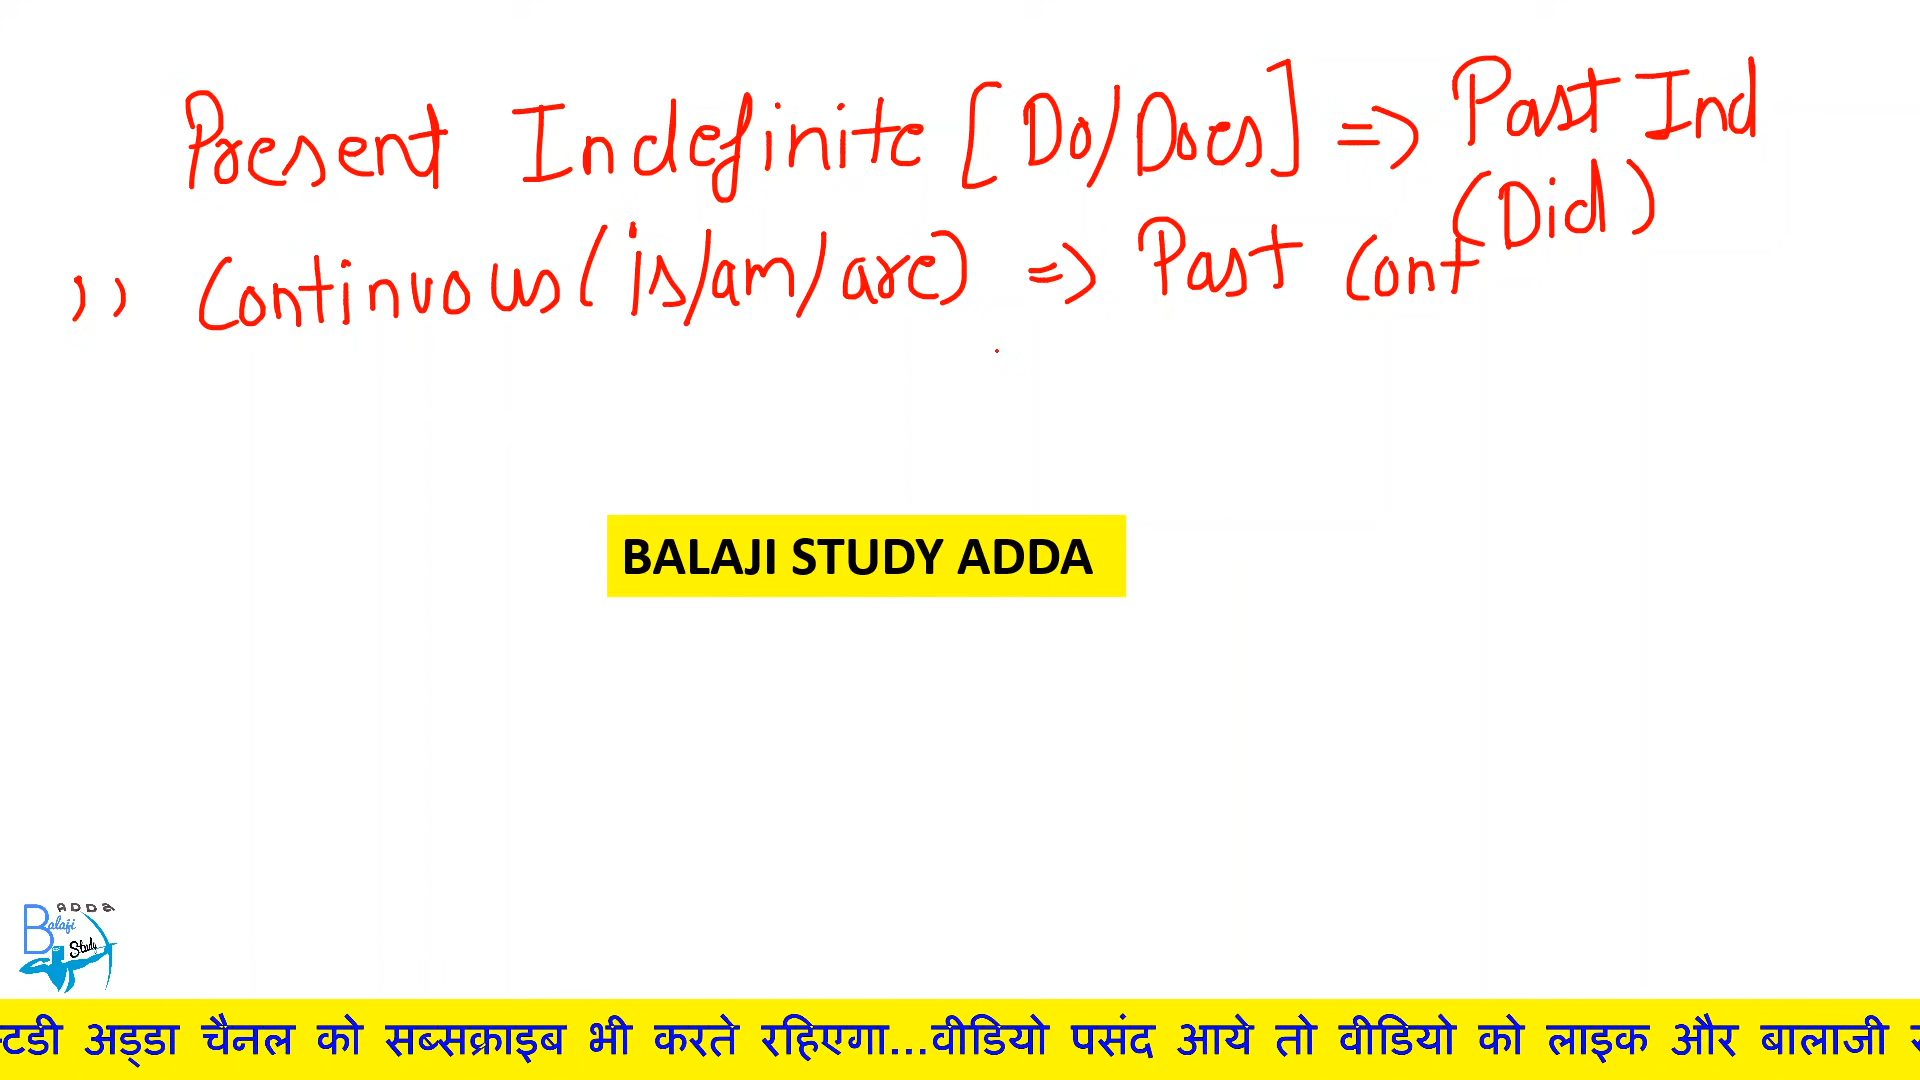 Present Indefinite [Do/Does] => Past Ind
(Did)
,, Continuous (is/am/are) => Past Cont
BALAJI STUDY ADDA
ADDA
Balaji
Study
अड्डा चैनल को सब्सक्राइब भी करते रहिएगा...वीडियो पसंद आये तो वीडियो को लाइक और बालाजी